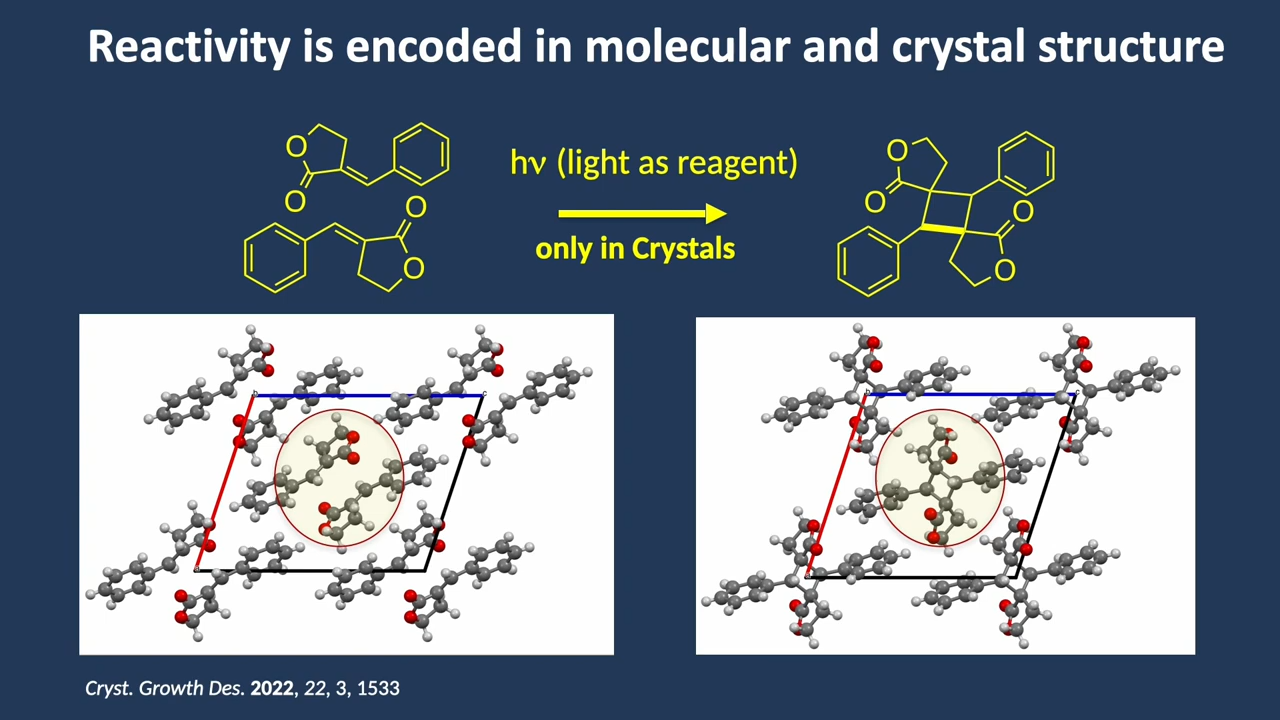 Reactivity is encoded in molecular and crystal structure
O
O
O
O
hν (light as reagent)
only in Crystals
O
O
O
O
b
c
a
b
c
a
Cryst. Growth Des. 2022, 22, 3, 1533